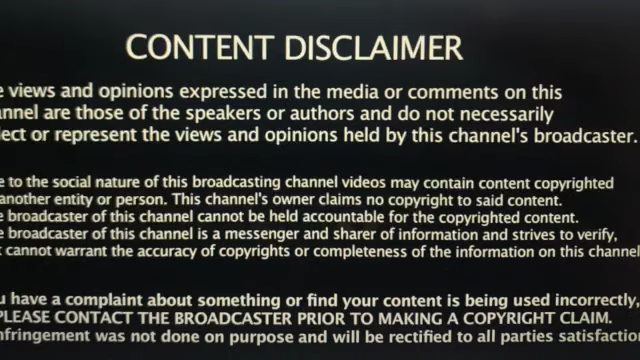 CONTENT DISCLAIMER
views and opinions expressed in the media or comments on this
are those of the speakers or authors and do not necessarily
or represent the views and opinions held by this channel's broadcaster.
to the social nature of this broadcasting channel videos may contain content copyrighted
another entity or person. This channel's owner claims no copyright to said content.
broadcaster of this channel cannot be held accountable for the copyrighted content.
broadcaster of this channel is a messenger and sharer of information and strives to verify,
cannot warrant the accuracy of copyrights or completeness of the information on this channel
have a complaint about something or find your content is being used incorrectly,
PLEASE CONTACT THE BROADCASTER PRIOR TO MAKING A COPYRIGHT CLAIM.
nfringement was not done on purpose and will be rectified to all parties satisfactio